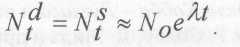 N_t^d = N_t^s ≈ N_O e^{λt}.